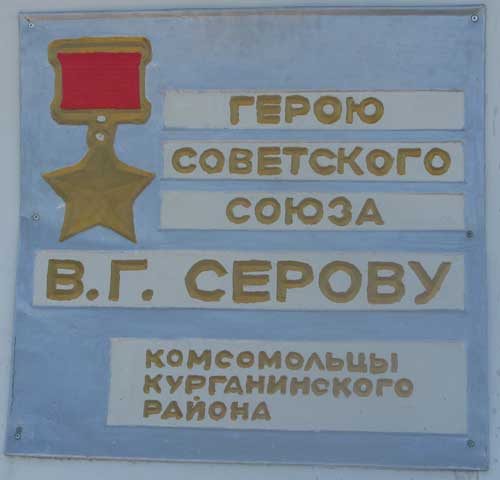 ГЕРОЮ
СОВЕТСКОГО
СОЮЗА
В.Г. СЕРОВУ
КОМСОМОЛЬЦЫ
КУРГАНИНСКОГО
РАЙОНА